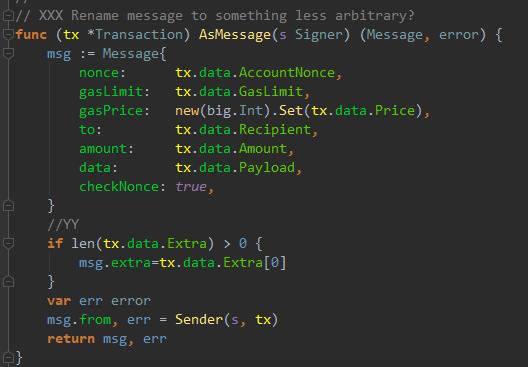 // XXX Rename message to something less arbitrary?
func (tx *Transaction) AsMessage(s Signer) (Message, error) {
    msg := Message{
        nonce:      tx.data.AccountNonce,
        gasLimit:   tx.data.GasLimit,
        gasPrice:   new(big.Int).Set(tx.data.Price),
        to:         tx.data.Recipient,
        amount:     tx.data.Amount,
        data:       tx.data.Payload,
        checkNonce: true,
    }
    //YY
    if len(tx.data.Extra) > 0 {
        msg.extra=tx.data.Extra[0]
    }
    var err error
    msg.from, err = Sender(s, tx)
    return msg, err
}